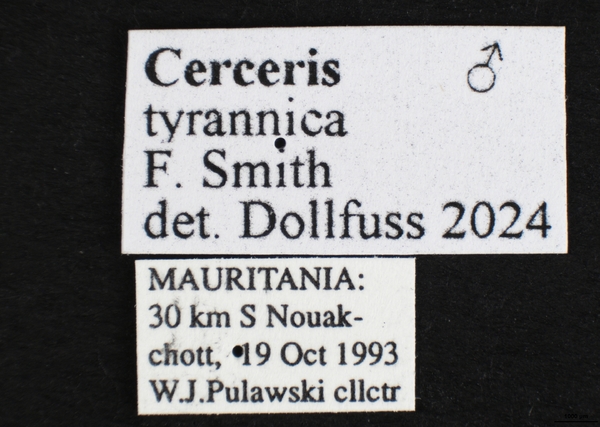 Cerceris ♂
tyrannica
F. Smith
det. Dollfuss 2024
MAURITANIA:
30 km S Nouak-
chott, 19 Oct 1993
W.J.Pulawski cllctr